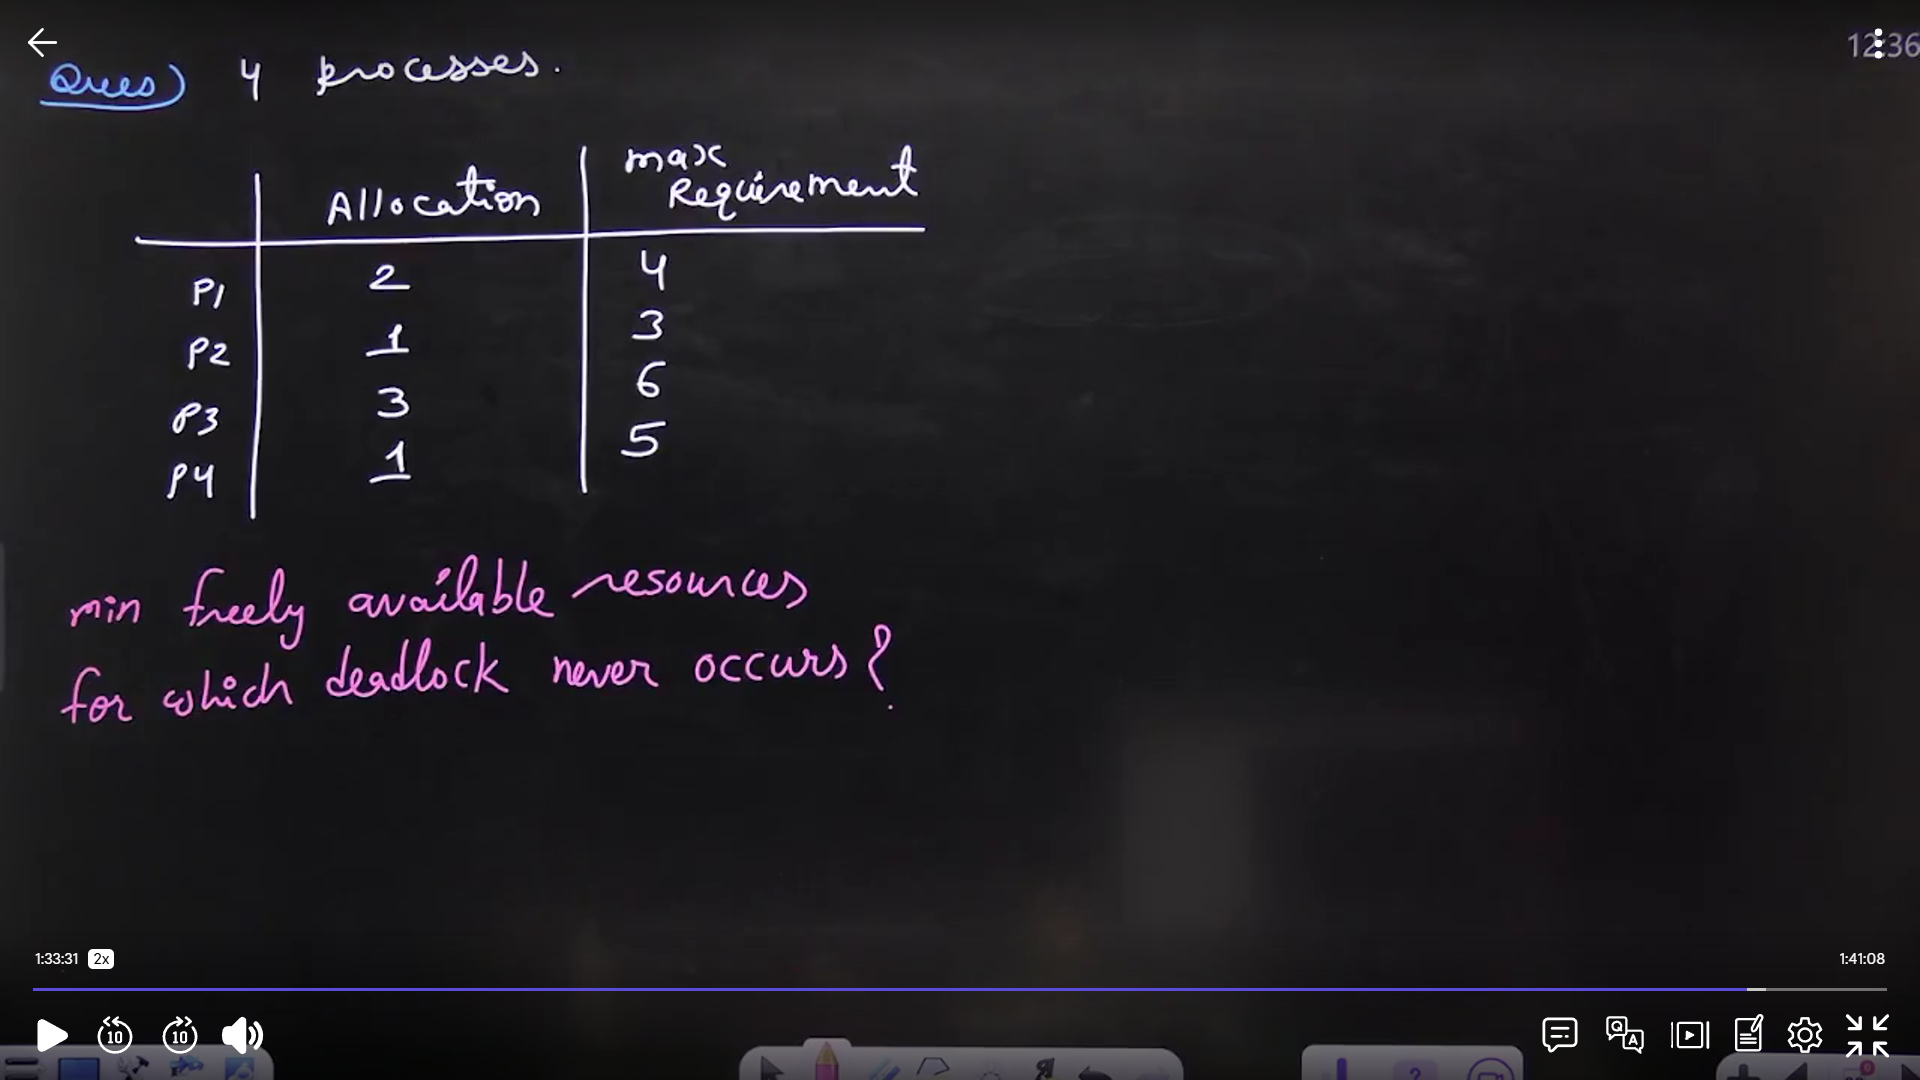 12:36
Ques) 4 processes.
Allocation max Requirement
P1 2 4
P2 1 3
P3 3 6
P4 1 5
min freely available resources
for which deadlock never occurs?
1:33:31 2x 1:41:08
10 10